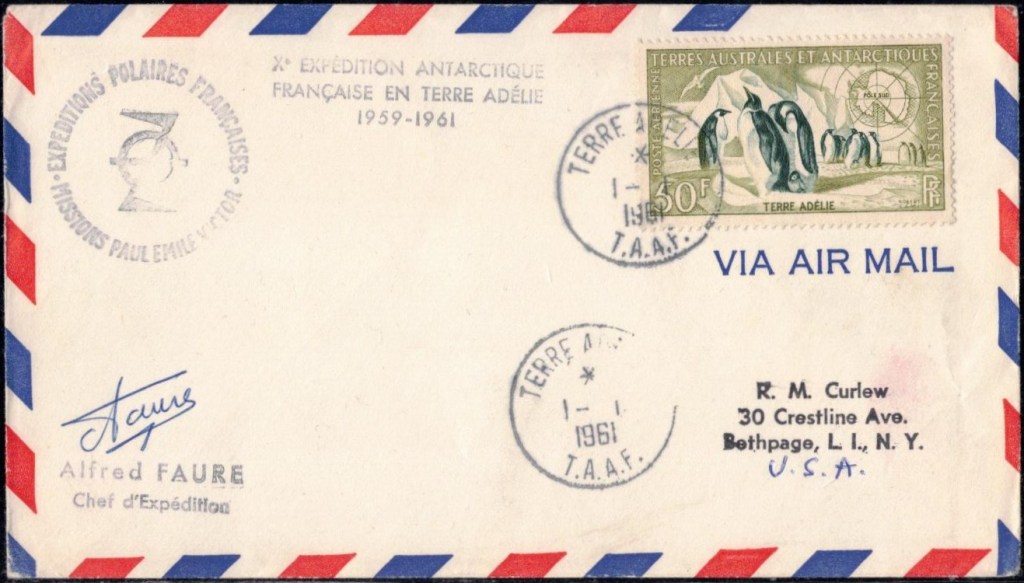 EXPEDITIONS POLAIRES FRANÇAISES
MISSIONS PAUL EMILE VICTOR
Xe EXPÉDITION ANTARCTIQUE
FRANÇAISE EN TERRE ADÉLIE
1959-1961
TERRES AUSTRALES ET ANTARCTIQUES FRANÇAISES
POSTE AÉRIENNE
PÔLE SUD
50F
TERRE ADÉLIE
RF
TERRE
1961
T.A.A.F.
VIA AIR MAIL
TERRE
1961
T.A.A.F.
R. M. Curlew
30 Crestline Ave.
Bethpage, L. I., N. Y.
U.S.A.
Faure
Alfred FAURE
Chef d'Expédition